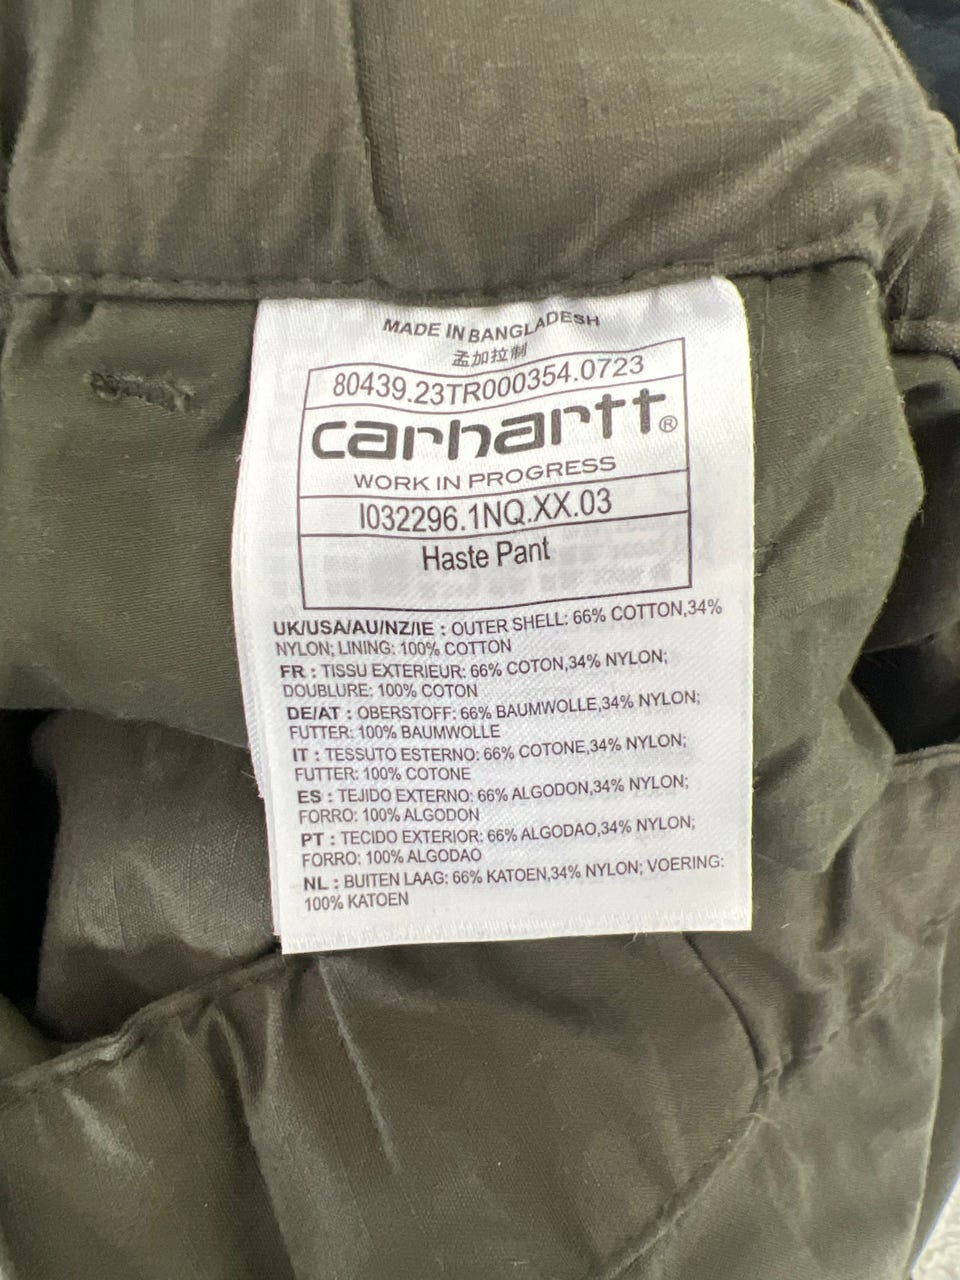 MADE IN BANGLADESH
孟加拉制
80439.23TR000354.0723
carhartt®
WORK IN PROGRESS
I032296.1NQ.XX.03
Haste Pant
UK/USA/AU/NZ/IE : OUTER SHELL: 66% COTTON,34%
NYLON; LINING: 100% COTTON
FR : TISSU EXTERIEUR: 66% COTON,34% NYLON;
DOUBLURE: 100% COTON
DE/AT : OBERSTOFF: 66% BAUMWOLLE,34% NYLON;
FUTTER: 100% BAUMWOLLE
IT : TESSUTO ESTERNO: 66% COTONE,34% NYLON;
FUTTER: 100% COTONE
ES : TEJIDO EXTERNO: 66% ALGODON,34% NYLON;
FORRO: 100% ALGODON
PT : TECIDO EXTERIOR: 66% ALGODAO,34% NYLON;
FORRO: 100% ALGODAO
NL : BUITEN LAAG: 66% KATOEN,34% NYLON; VOERING:
100% KATOEN